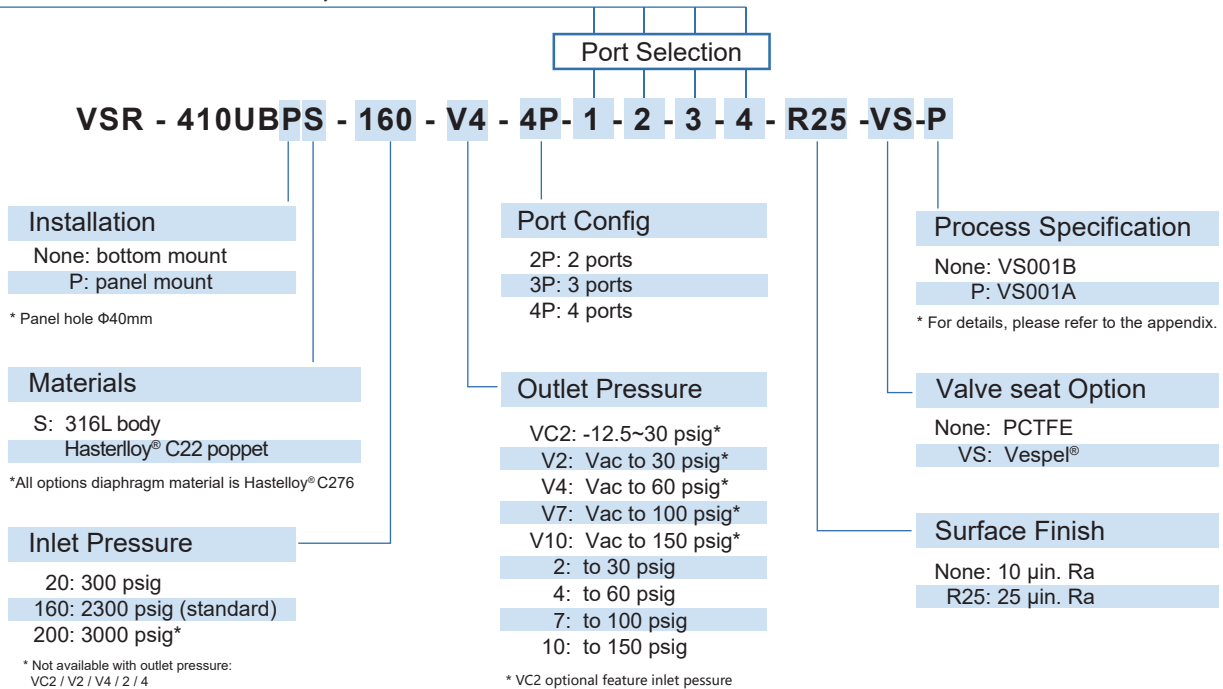 Port Selection
VSR - 410UBPS - 160 - V4 - 4P- 1 - 2 - 3 - 4 - R25 -VS-P
Installation
None: bottom mount
P: panel mount
* Panel hole Φ40mm
Materials
S: 316L body
Hasterlloy® C22 poppet
*All options diaphragm material is Hastelloy® C276
Inlet Pressure
20: 300 psig
160: 2300 psig (standard)
200: 3000 psig*
* Not available with outlet pressure:
VC2 / V2 / V4 / 2 / 4
Port Config
2P: 2 ports
3P: 3 ports
4P: 4 ports
Outlet Pressure
VC2: -12.5~30 psig*
V2: Vac to 30 psig*
V4: Vac to 60 psig*
V7: Vac to 100 psig*
V10: Vac to 150 psig*
2: to 30 psig
4: to 60 psig
7: to 100 psig
10: to 150 psig
* VC2 optional feature inlet pessure
Process Specification
None: VS001B
P: VS001A
* For details, please refer to the appendix.
Valve seat Option
None: PCTFE
VS: Vespel®
Surface Finish
None: 10 μin. Ra
R25: 25 μin. Ra